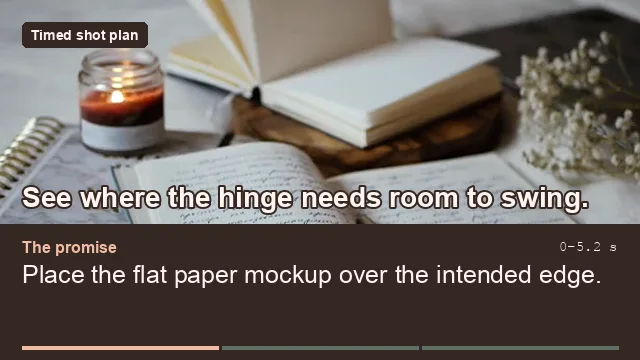 Timed shot plan
See where the hinge needs room to swing.
The promise
0–5.2 s
Place the flat paper mockup over the intended edge.